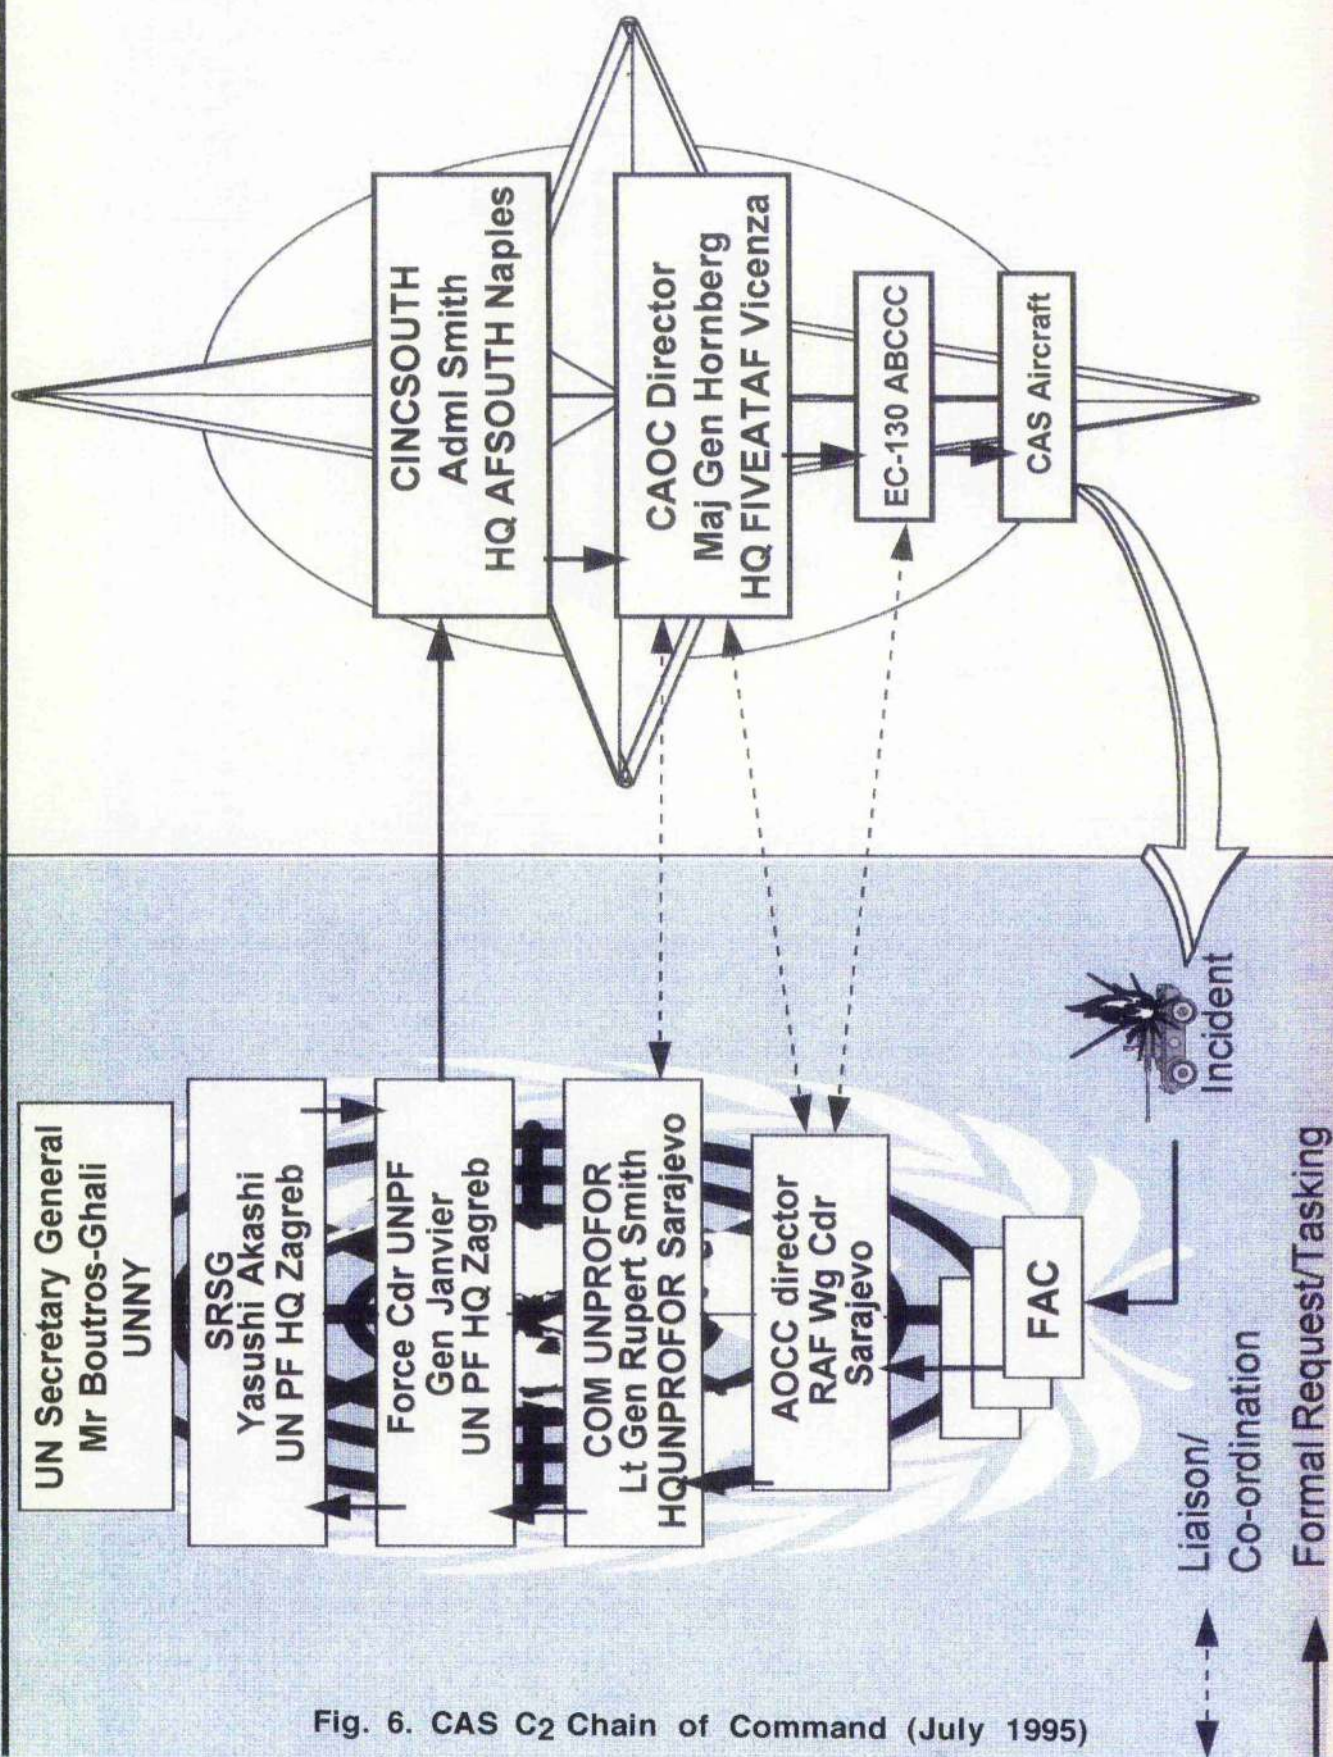 UN Secretary General
Mr Boutros-Ghali
UNNY
SRSG
Yasushi Akashi
UN PF HQ Zagreb
Force Cdr UNPF
Gen Janvier
UN PF HQ Zagreb
COM UNPROFOR
Lt Gen Rupert Smith
HQUNPROFOR Sarajevo
AOCC director
RAF Wg Cdr
Sarajevo
FAC
Incident
CINCSOUTH
Adml Smith
HQ AFSOUTH Naples
CAOC Director
Maj Gen Hornberg
HQ FIVEATAF Vicenza
EC-130 ABCCC
CAS Aircraft
Liaison/
Co-ordination
Formal Request/Tasking
Fig. 6. CAS C2 Chain of Command (July 1995)